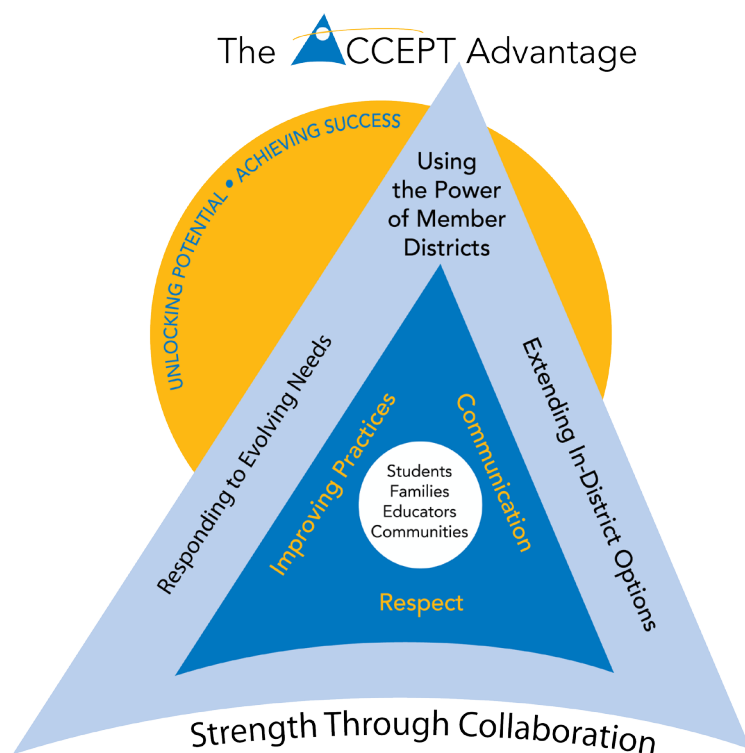 The ACCEPT Advantage
UNLOCKING POTENTIAL • ACHIEVING SUCCESS
Using
the Power
of Member
Districts
Responding to Evolving Needs
Extending In-District Options
Improving Practices
Communication
Students
Families
Educators
Communities
Respect
Strength Through Collaboration